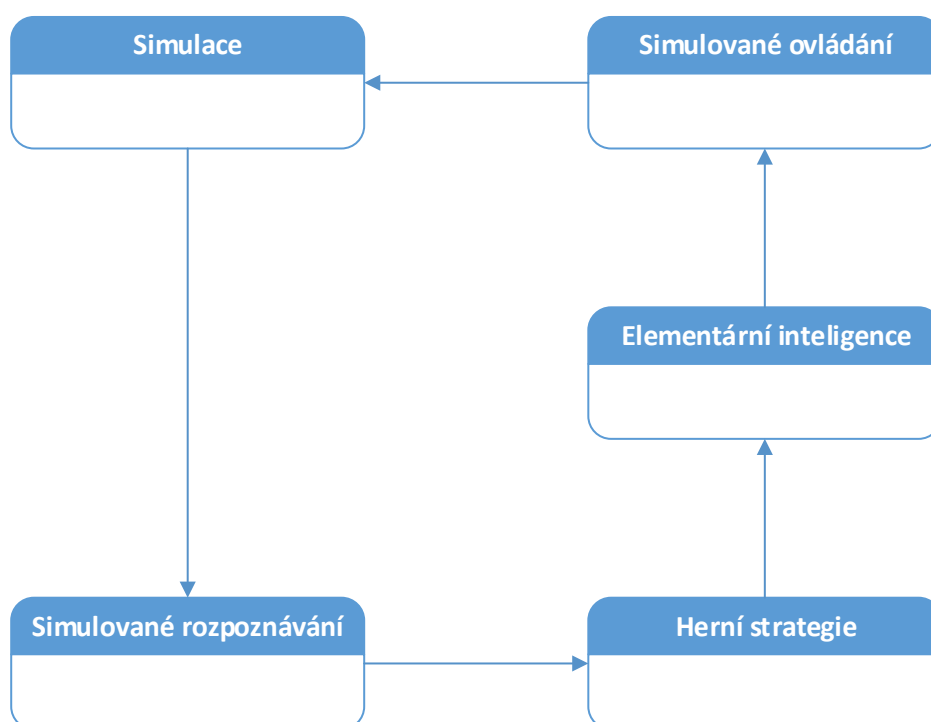 Simulace
Simulované ovládání
Elementární inteligence
Simulované rozpoznávání
Herní strategie